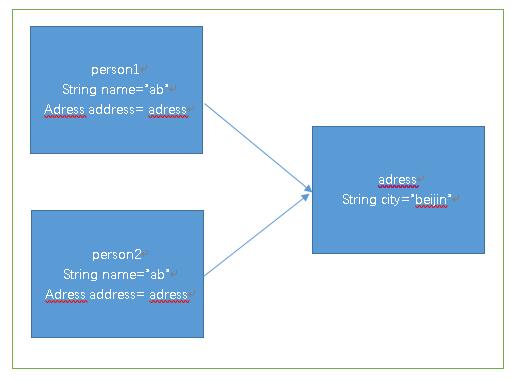 person1
String name="ab"
Adress address= adress
person2
String name="ab"
Adress address= adress
adress
String city="beijin"